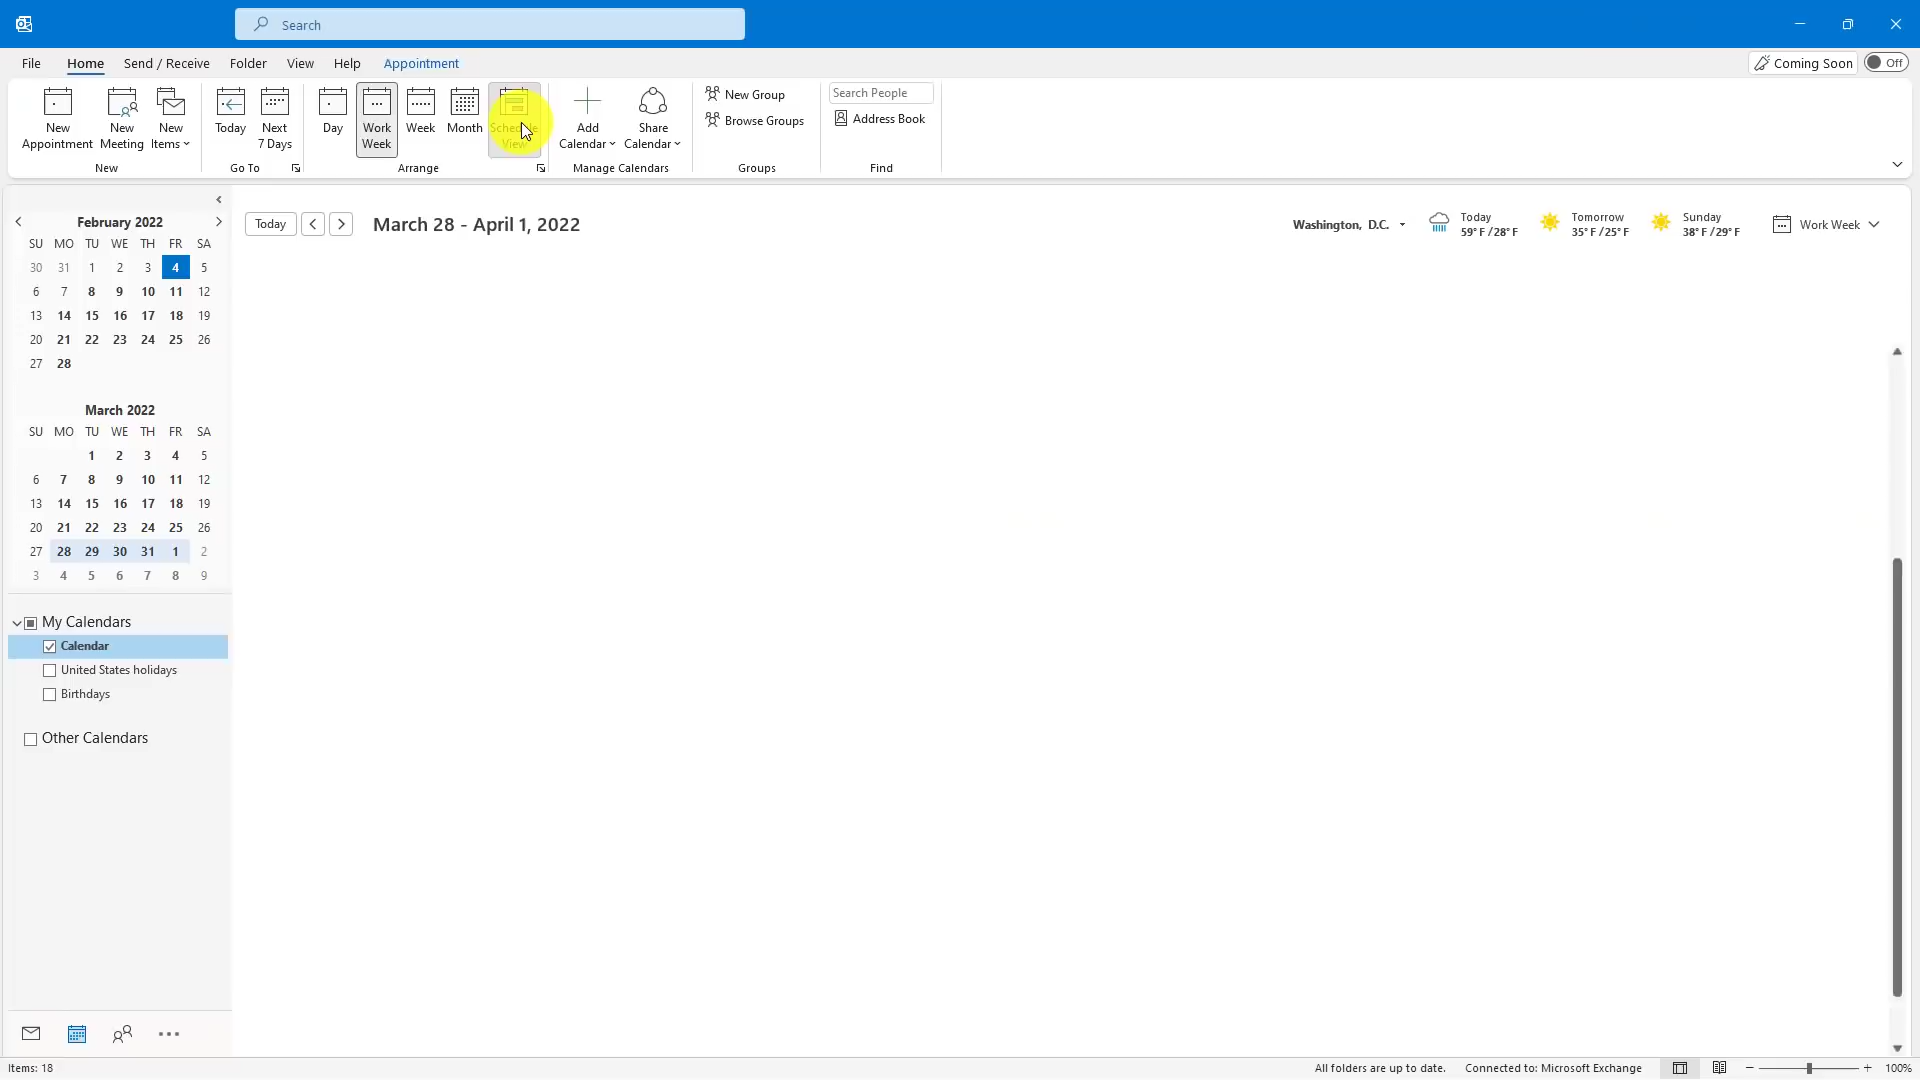 Search
File Home Send / Receive Folder View Help Appointment
Coming Soon Off
New Appointment
New Meeting
New Items
New
Today
Next 7 Days
Go To
Day
Work Week
Week
Month
Schedule View
Arrange
Add Calendar
Share Calendar
Manage Calendars
New Group
Browse Groups
Groups
Search People
Address Book
Find
February 2022
SU MO TU WE TH FR SA
30 31 1 2 3 4 5
6 7 8 9 10 11 12
13 14 15 16 17 18 19
20 21 22 23 24 25 26
27 28
March 2022
SU MO TU WE TH FR SA
1 2 3 4 5
6 7 8 9 10 11 12
13 14 15 16 17 18 19
20 21 22 23 24 25 26
27 28 29 30 31 1 2
3 4 5 6 7 8 9
My Calendars
Calendar
United States holidays
Birthdays
Other Calendars
Today
March 28 - April 1, 2022
Washington, D.C.
Today
59° F / 28° F
Tomorrow
35° F / 25° F
Sunday
38° F / 29° F
Work Week
Items: 18
All folders are up to date.
Connected to: Microsoft Exchange
100%